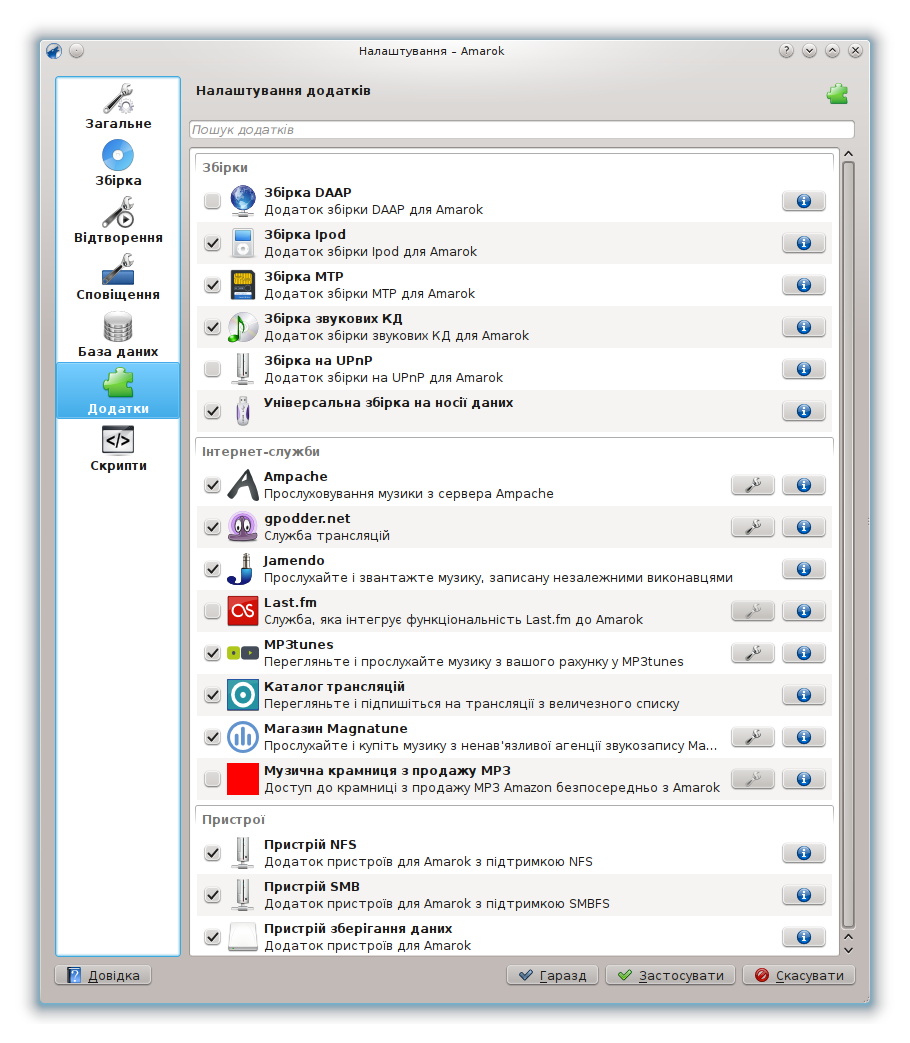 Налаштування – Amarok
Загальне
Збірка
Відтворення
Сповіщення
База даних
Додатки
Скрипти
Налаштування додатків
Пошук додатків
Збірки
Збірка DAAP
Додаток збірки DAAP для Amarok
Збірка Ipod
Додаток збірки Ipod для Amarok
Збірка MTP
Додаток збірки MTP для Amarok
Збірка звукових КД
Додаток збірки звукових КД для Amarok
Збірка на UPnP
Додаток збірки на UPnP для Amarok
Універсальна збірка на носії даних
Інтернет-служби
Ampache
Прослуховування музики з сервера Ampache
gpodder.net
Служба трансляцій
Jamendo
Прослухайте і звантажте музику, записану незалежними виконавцями
Last.fm
Служба, яка інтегрує функціональність Last.fm до Amarok
MP3tunes
Перегляньте і прослухайте музику з вашого рахунку у MP3tunes
Каталог трансляцій
Перегляньте і підпишіться на трансляції з величезного списку
Магазин Magnatune
Прослухайте і купіть музику з ненав'язливої агенції звукозапису Ma...
Музична крамниця з продажу MP3
Доступ до крамниці з продажу MP3 Amazon безпосередньо з Amarok
Пристрої
Пристрій NFS
Додаток пристроїв для Amarok з підтримкою NFS
Пристрій SMB
Додаток пристроїв для Amarok з підтримкою SMBFS
Пристрій зберігання даних
Додаток пристроїв для Amarok
Довідка
Гаразд
Застосувати
Скасувати